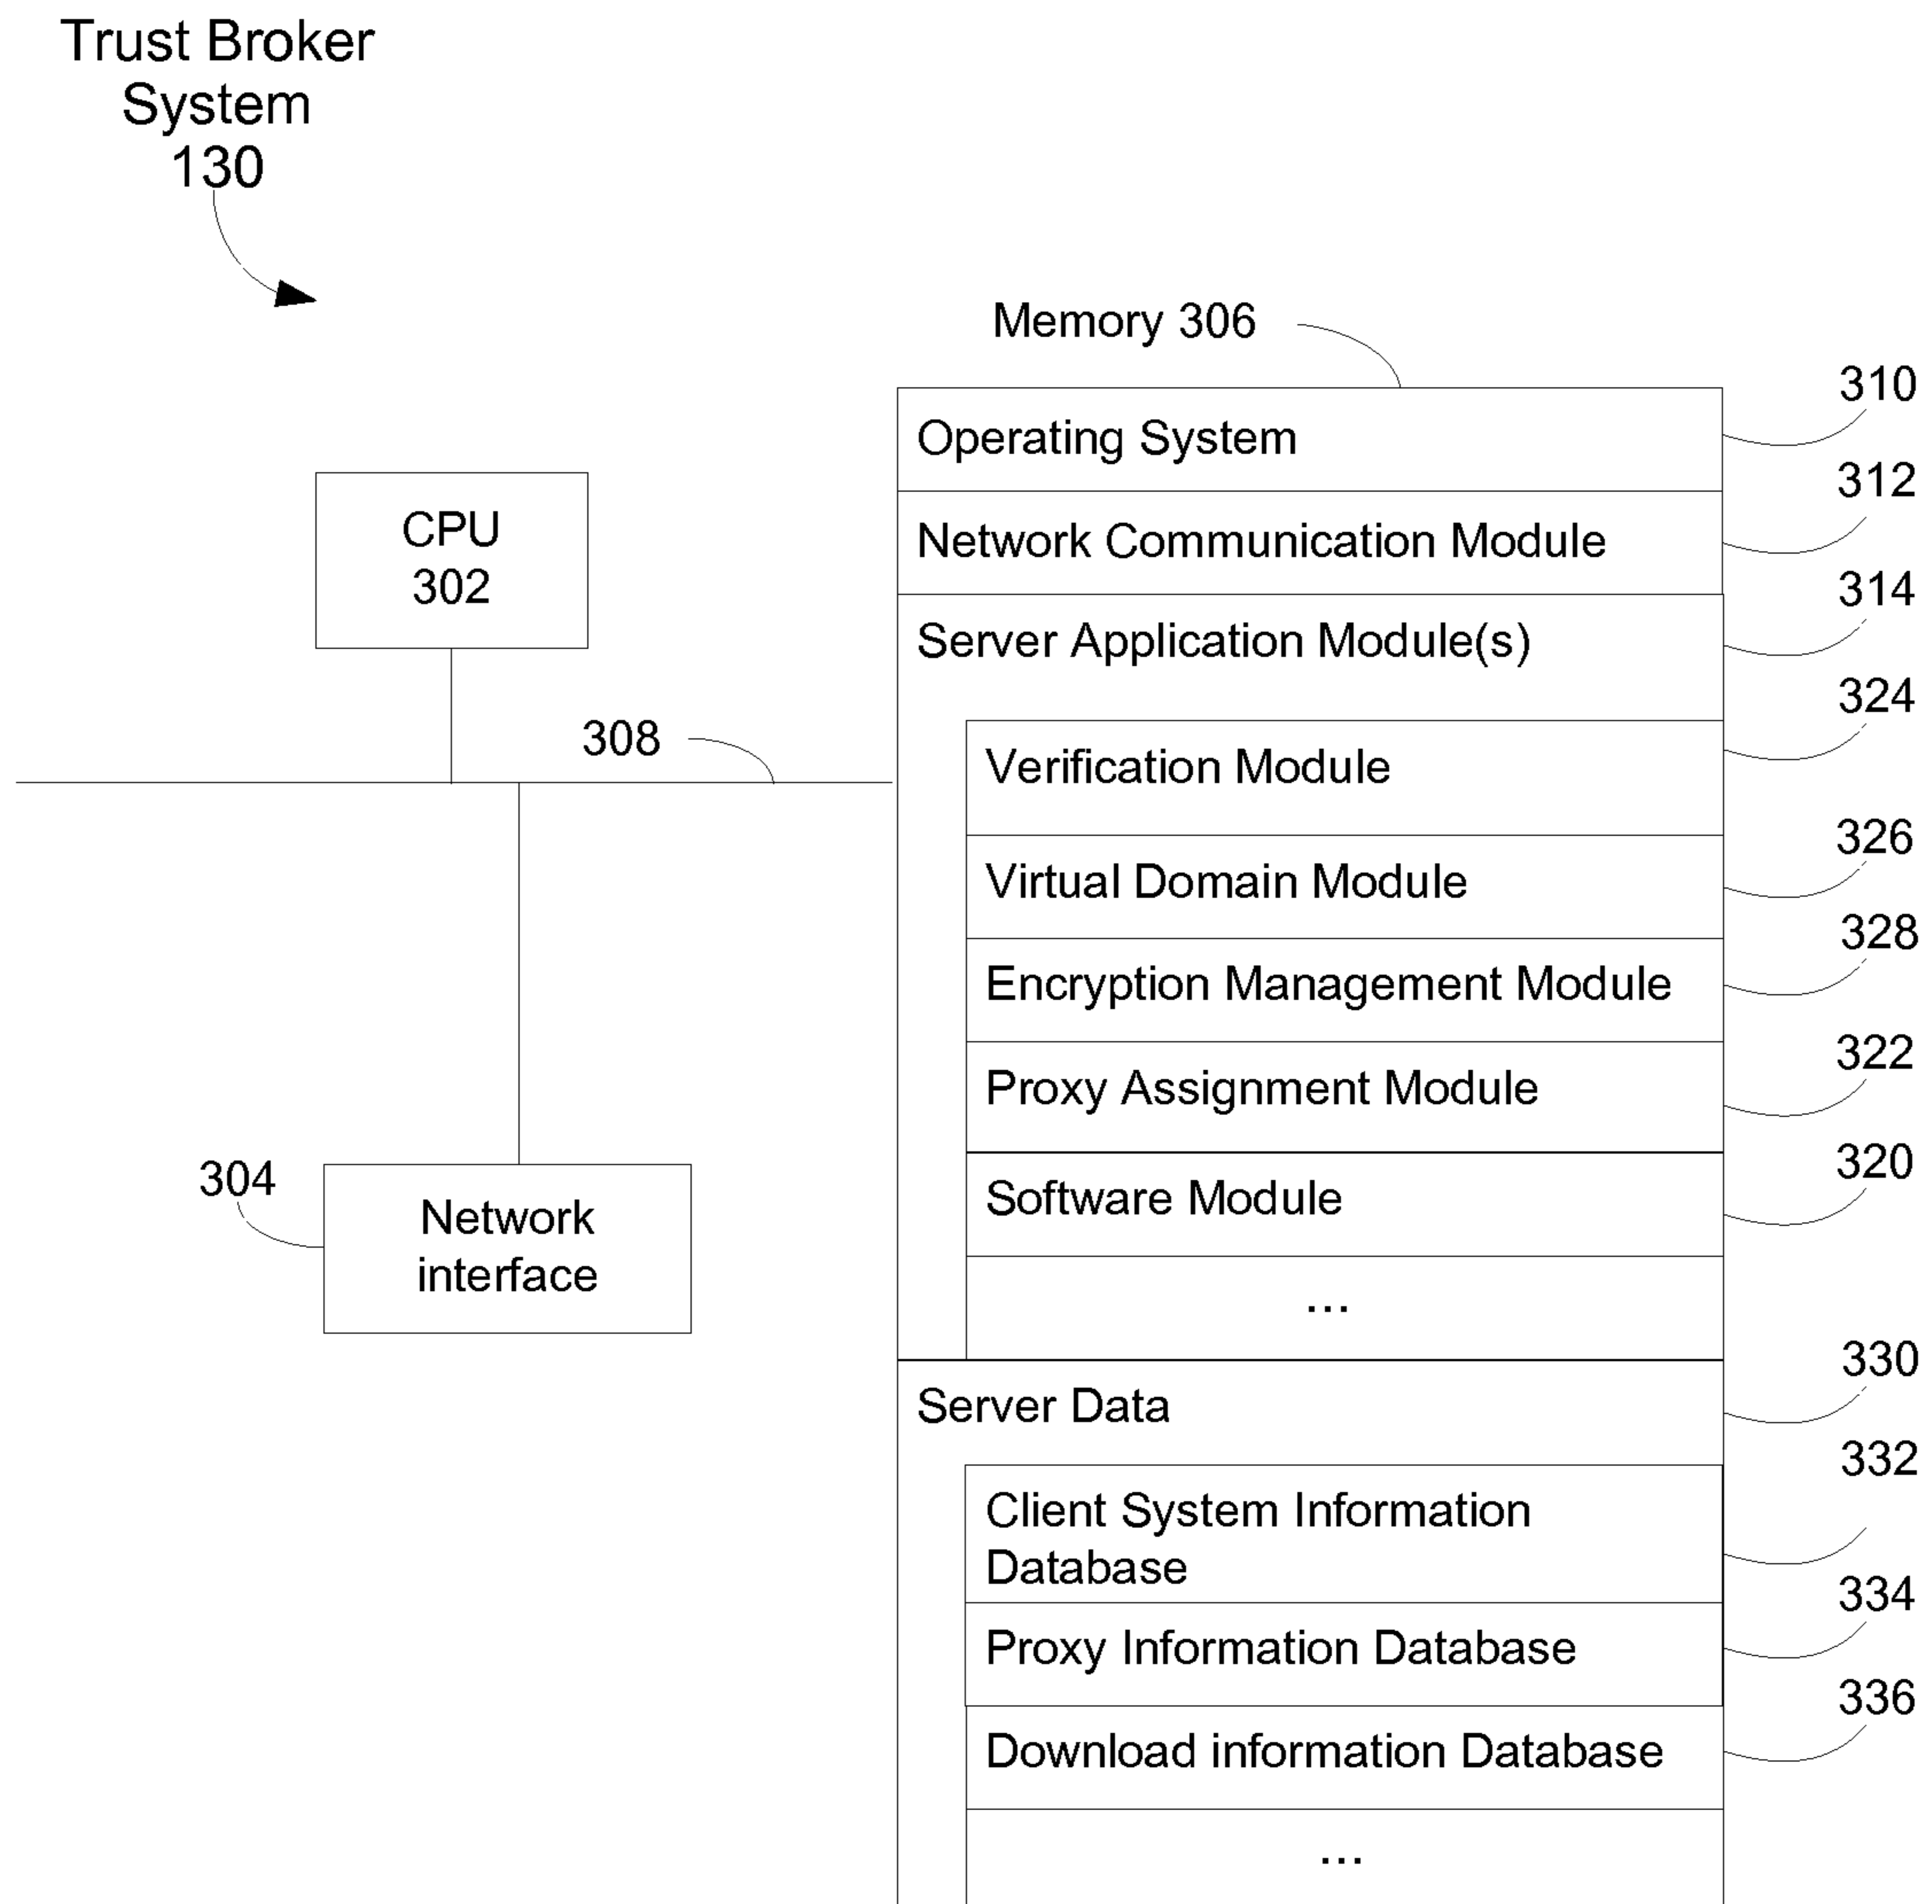 Trust Broker
System
130
Memory 306
310
Operating System
312
Network Communication Module
314
Server Application Module(s)
324
Verification Module
326
Virtual Domain Module
328
Encryption Management Module
322
Proxy Assignment Module
320
Software Module
...
330
Server Data
332
Client System Information
Database
334
Proxy Information Database
336
Download information Database
...
CPU
302
308
304
Network
interface